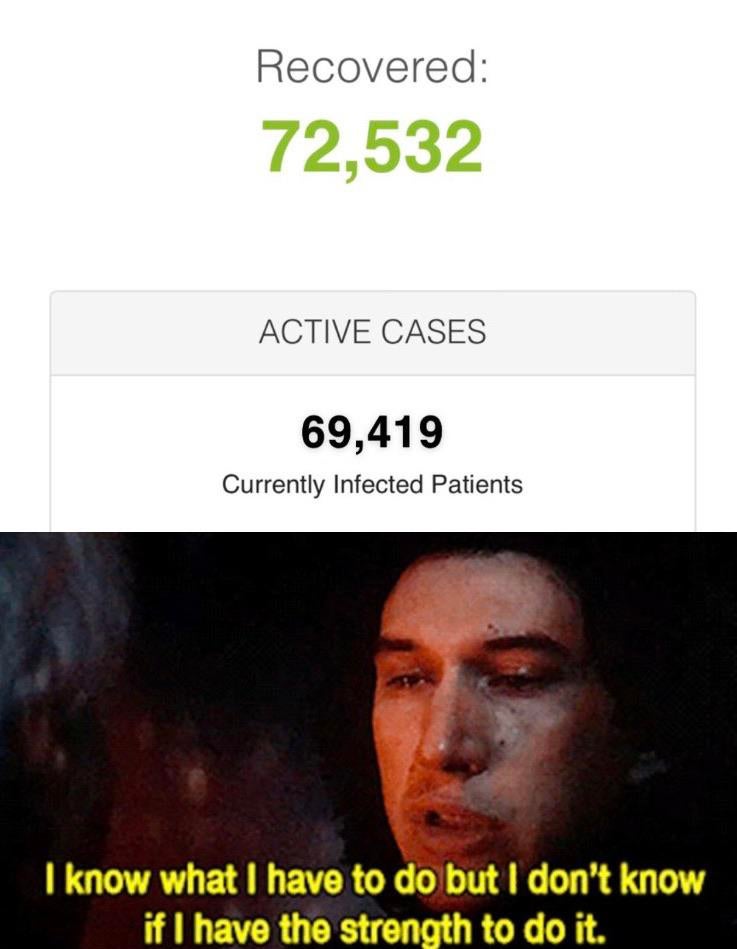 Recovered:
72,532
ACTIVE CASES
69,419
Currently Infected Patients
I know what I have to do but I don't know
if I have the strength to do it.